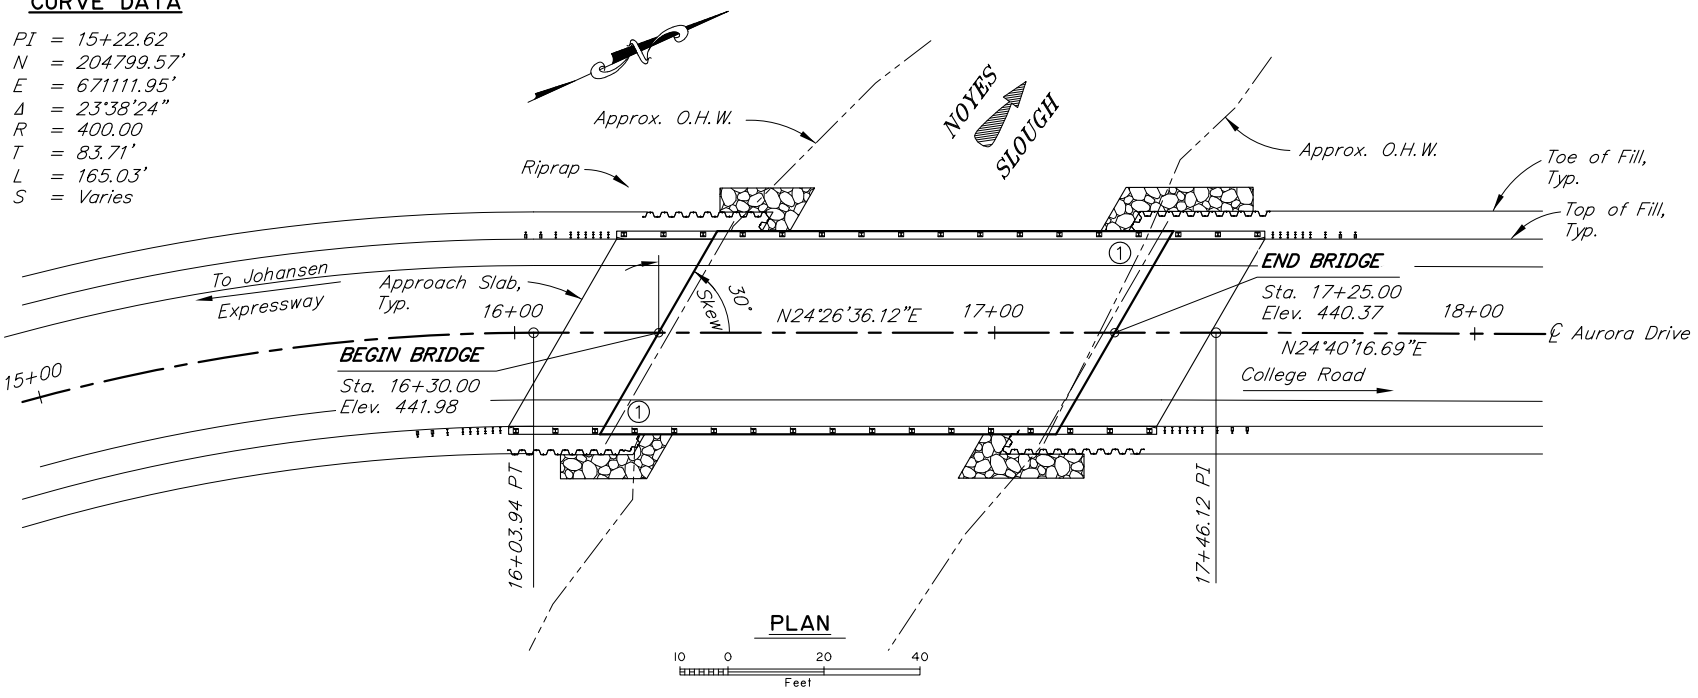 CURVE DATA
PI = 15+22.62
N = 204799.57'
E = 671111.95'
Δ = 23°38'24"
R = 400.00
T = 83.71'
L = 165.03'
S = Varies
N
Approx. O.H.W.
NOYES
SLOUGH
Approx. O.H.W.
Riprap
Toe of Fill,
Typ.
Top of Fill,
Typ.
To Johansen
Expressway
Approach Slab,
Typ.
16+00
30°
Skew
N24°26'36.12"E
17+00
1
END BRIDGE
Sta. 17+25.00
Elev. 440.37
18+00
℄ Aurora Drive
N24°40'16.69"E
College Road
15+00
BEGIN BRIDGE
Sta. 16+30.00
Elev. 441.98
1
16+03.94 PT
17+46.12 PI
PLAN
10 0 20 40
Feet